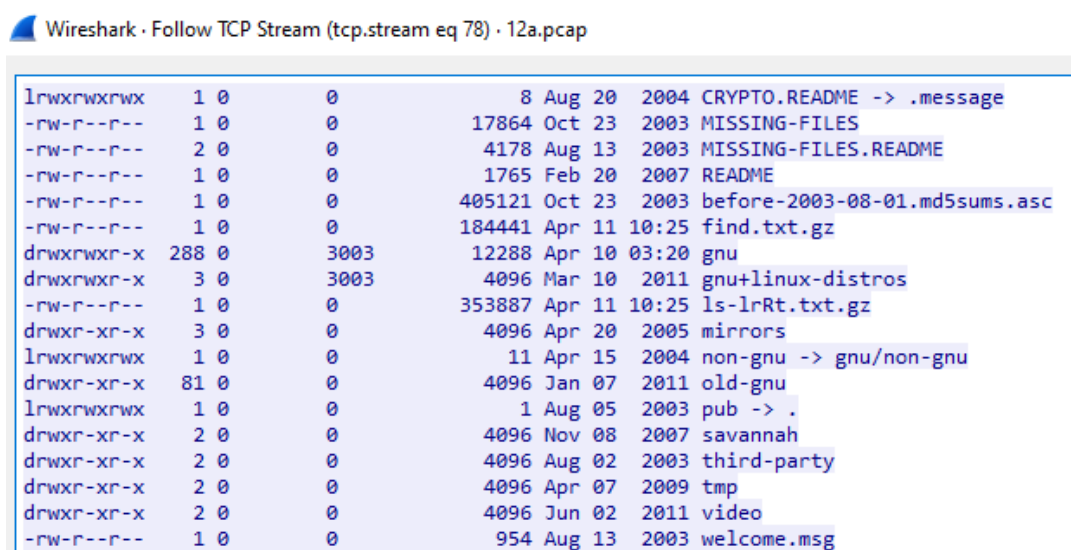 Wireshark · Follow TCP Stream (tcp.stream eq 78) · 12a.pcap
lrwxrwxrwx    1 0        0               8 Aug 20  2004 CRYPTO.README -> .message
-rw-r--r--    1 0        0           17864 Oct 23  2003 MISSING-FILES
-rw-r--r--    2 0        0            4178 Aug 13  2003 MISSING-FILES.README
-rw-r--r--    1 0        0            1765 Feb 20  2007 README
-rw-r--r--    1 0        0          405121 Oct 23  2003 before-2003-08-01.md5sums.asc
-rw-r--r--    1 0        0          184441 Apr 11 10:25 find.txt.gz
drwxrwxr-x  288 0        3003        12288 Apr 10 03:20 gnu
drwxrwxr-x    3 0        3003         4096 Mar 10  2011 gnu+linux-distros
-rw-r--r--    1 0        0          353887 Apr 11 10:25 ls-lrRt.txt.gz
drwxr-xr-x    3 0        0            4096 Apr 20  2005 mirrors
lrwxrwxrwx    1 0        0              11 Apr 15  2004 non-gnu -> gnu/non-gnu
drwxr-xr-x   81 0        0            4096 Jan 07  2011 old-gnu
lrwxrwxrwx    1 0        0               1 Aug 05  2003 pub -> .
drwxr-xr-x    2 0        0            4096 Nov 08  2007 savannah
drwxr-xr-x    2 0        0            4096 Aug 02  2003 third-party
drwxr-xr-x    2 0        0            4096 Apr 07  2009 tmp
drwxr-xr-x    2 0        0            4096 Jun 02  2011 video
-rw-r--r--    1 0        0             954 Aug 13  2003 welcome.msg